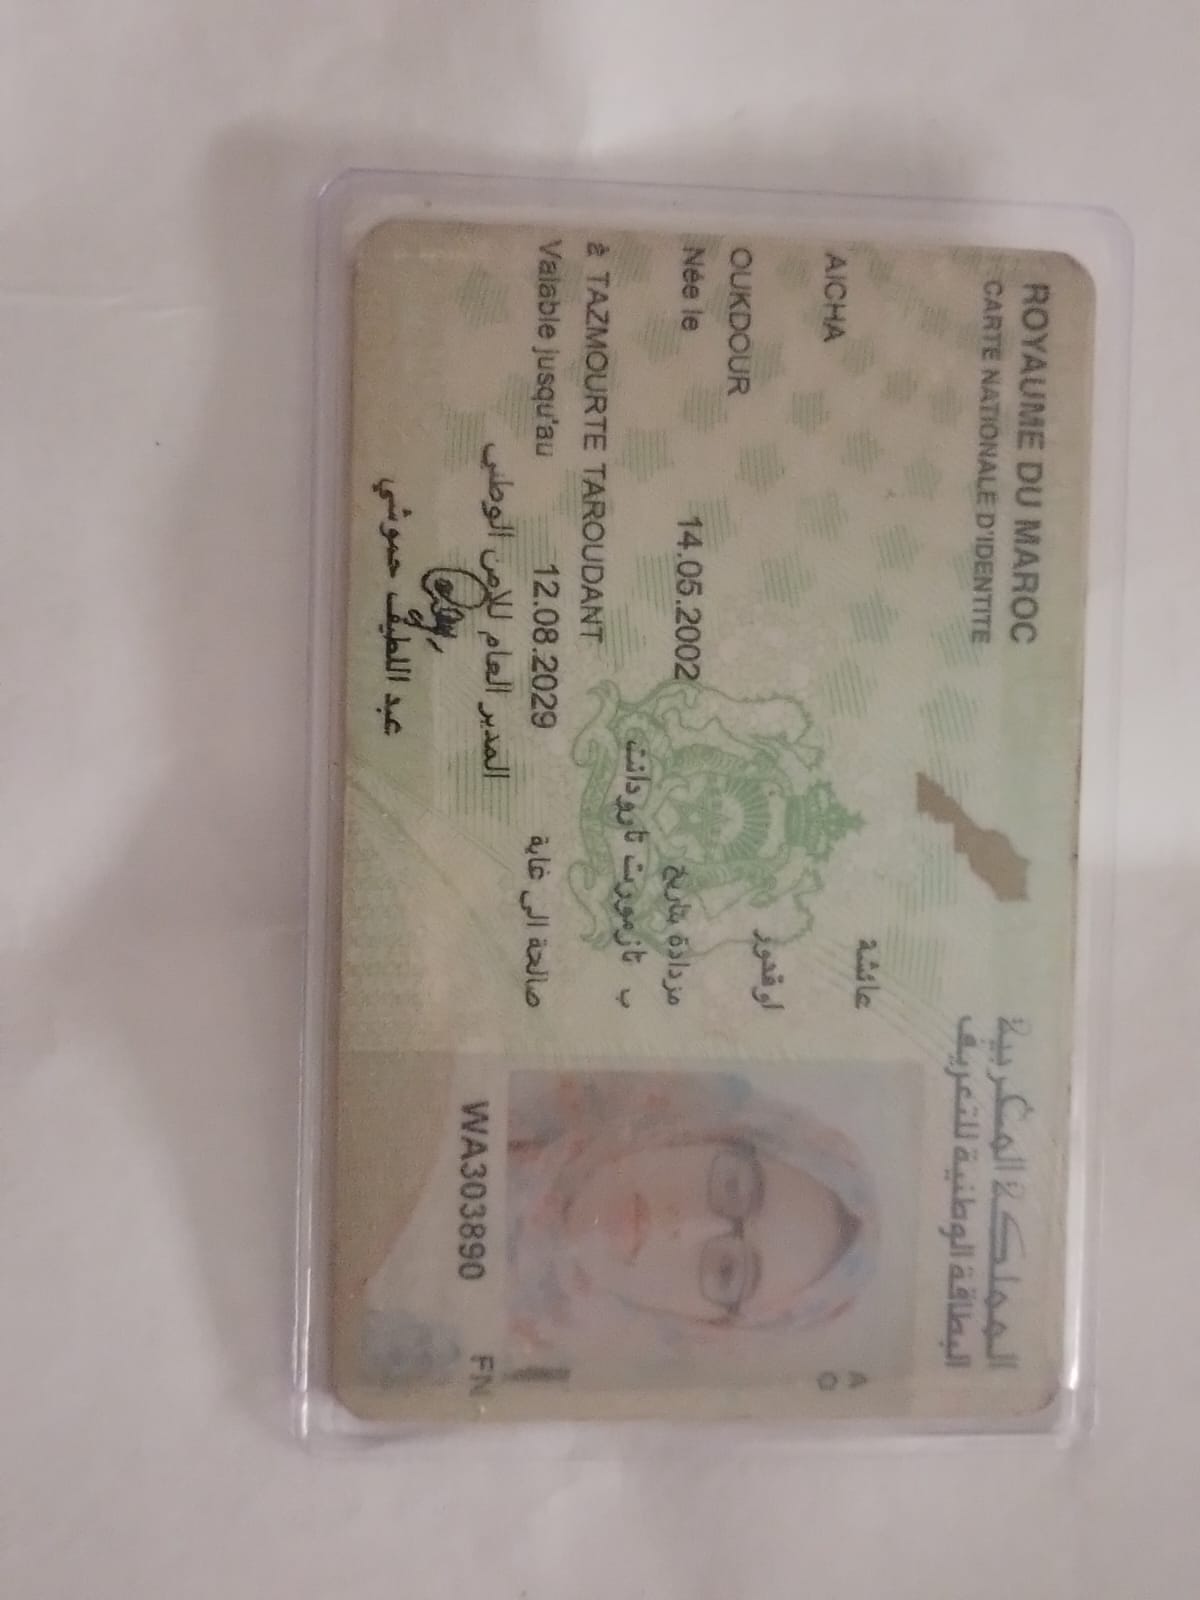 ROYAUME DU MAROC
المملكة المغربية
CARTE NATIONALE D'IDENTITE
البطاقة الوطنية للتعريف
عائشة
AICHA
اوقدور
OUKDOUR
Née le 14.05.2002 مزدادة بتاريخ
ب تازمورت تارودانت
à TAZMOURTE TAROUDANT
Valable jusqu'au 12.08.2029 صالحة الى غاية
المدير العام للامن الوطني
عبد اللطيف حموشي
A
O
WA303890
FN